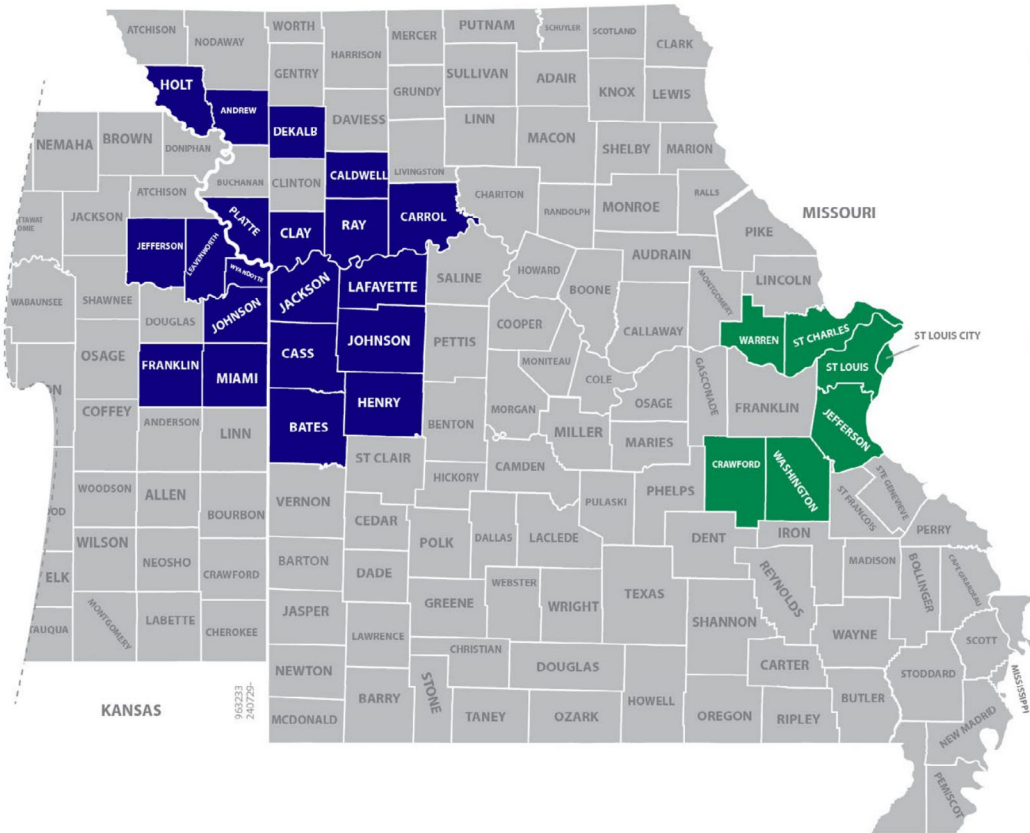 ATCHISON
NODAWAY
WORTH
HARRISON
MERCER
PUTNAM
SCHUYLER
SCOTLAND
CLARK
GENTRY
SULLIVAN
ADAIR
KNOX
LEWIS
HOLT
ANDREW
DEKALB
DAVIESS
GRUNDY
LINN
MACON
SHELBY
MARION
NEMAHA
BROWN
DONIPHAN
BUCHANAN
CLINTON
CALDWELL
LIVINGSTON
CHARITON
RANDOLPH
MONROE
RALLS
ATCHISON
JACKSON
PLATTE
CLAY
RAY
CARROL
MISSOURI
PIKE
AUDRAIN
JEFFERSON
LEAVENWORTH
WYANDOTTE
JACKSON
LAFAYETTE
SALINE
HOWARD
BOONE
MONTGOMERY
LINCOLN
WABAUNSEE
SHAWNEE
DOUGLAS
JOHNSON
CASS
JOHNSON
PETTIS
COOPER
CALLAWAY
WARREN
ST CHARLES
ST LOUIS CITY
ST LOUIS
OSAGE
FRANKLIN
MIAMI
HENRY
MONITEAU
COLE
OSAGE
GASCONADE
FRANKLIN
JEFFERSON
COFFEY
ANDERSON
LINN
BATES
BENTON
MORGAN
MILLER
MARIES
ST CLAIR
HICKORY
CAMDEN
PULASKI
PHELPS
CRAWFORD
WASHINGTON
ST FRANCOIS
STE GENEVIEVE
PERRY
WOODSON
ALLEN
BOURBON
VERNON
CEDAR
POLK
DALLAS
LACLEDE
DENT
IRON
WILSON
NEOSHO
CRAWFORD
BARTON
DADE
GREENE
WEBSTER
WRIGHT
TEXAS
REYNOLDS
MADISON
BOLLINGER
CAPE GIRARDEAU
ELK
MONTGOMERY
LABETTE
CHEROKEE
JASPER
LAWRENCE
CHRISTIAN
DOUGLAS
SHANNON
WAYNE
SCOTT
TAUQUA
NEWTON
BARRY
STONE
TANEY
OZARK
HOWELL
CARTER
OREGON
RIPLEY
BUTLER
STODDARD
MISSISSIPPI
KANSAS
963233
240729-
MCDONALD
NEW MADRID
PEMISCOT